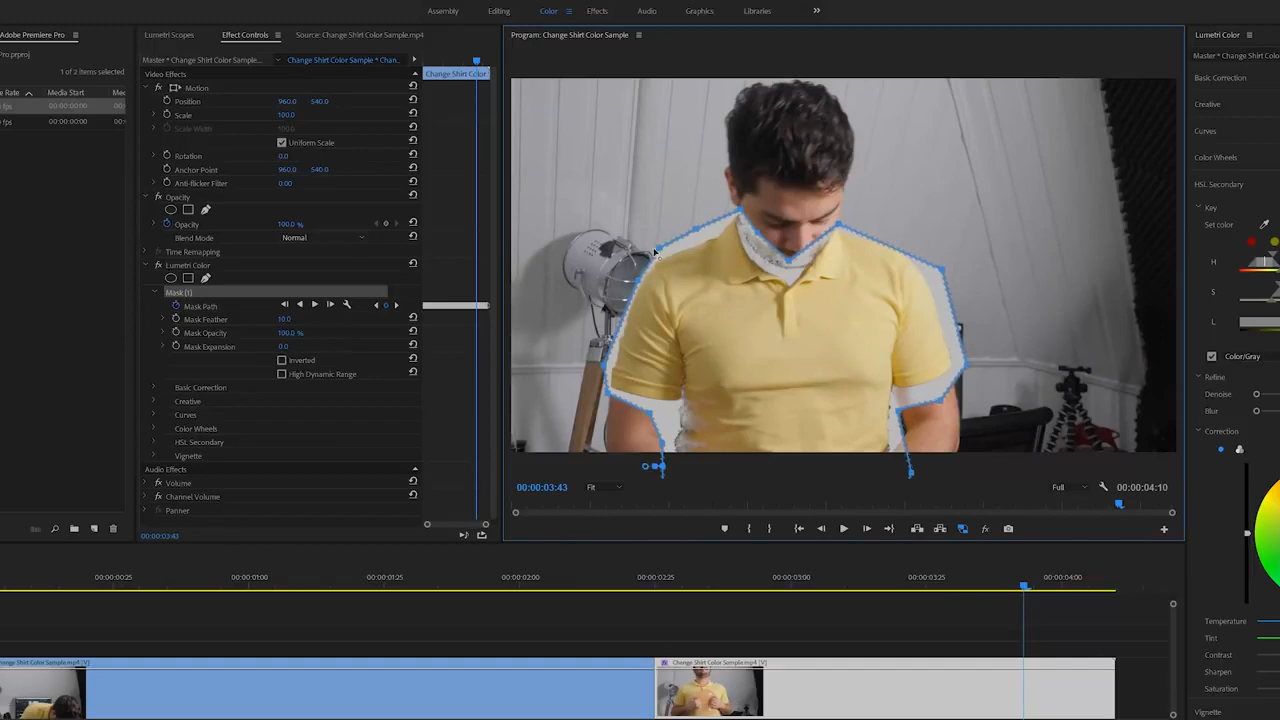 Assembly
Editing
Color
Effects
Audio
Graphics
Libraries
Adobe Premiere Pro
Pro.prproj
1 of 2 items selected
Media Start
fps 00:00:00:00
fps 00:00:00:00
Lumetri Scopes
Effect Controls
Source: Change Shirt Color Sample.mp4
Master * Change Shirt Color Sample...
Change Shirt Color Sample * Chan...
Video Effects
Change Shirt Color
fx Motion
Position 960.0 540.0
Scale 100.0
Scale Width 100.0
Uniform Scale
Rotation 0.0
Anchor Point 960.0 540.0
Anti-flicker Filter 0.00
fx Opacity
Opacity 100.0 %
Blend Mode Normal
Time Remapping
fx Lumetri Color
Mask (1)
Mask Path
Mask Feather 10.0
Mask Opacity 100.0 %
Mask Expansion 0.0
Inverted
High Dynamic Range
Basic Correction
Creative
Curves
Color Wheels
HSL Secondary
Vignette
Audio Effects
fx Volume
fx Channel Volume
fx Panner
00:00:03:43
Program: Change Shirt Color Sample
00:00:03:43
Fit
Full
00:00:04:10
Lumetri Color
Master * Change Shirt Color
Basic Correction
Creative
Curves
Color Wheels
HSL Secondary
Key
Set color
H
S
L
Color/Gray
Refine
Denoise
Blur
Correction
Temperature
Tint
Contrast
Sharpen
Saturation
Vignette
00:00:00:25
00:00:01:00
00:00:01:25
00:00:02:00
00:00:02:25
00:00:03:00
00:00:03:25
00:00:04:00
Change Shirt Color Sample.mp4 [V]
Change Shirt Color Sample.mp4 [V]